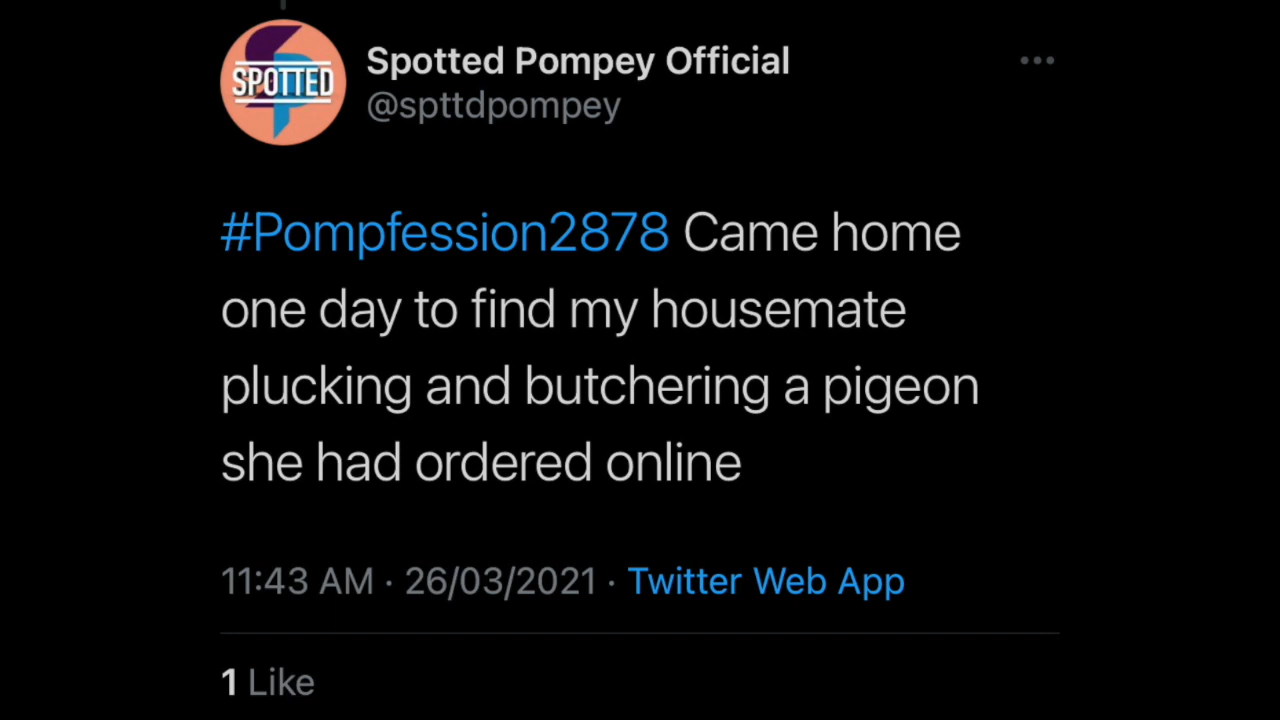 SPOTTED
Spotted Pompey Official
@spttdpompey
#Pompfession2878 Came home
one day to find my housemate
plucking and butchering a pigeon
she had ordered online
11:43 AM · 26/03/2021 · Twitter Web App
1 Like